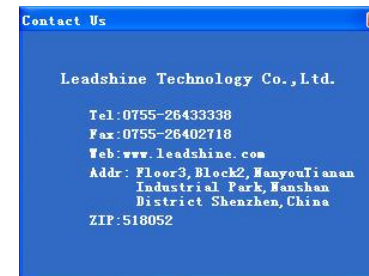 Contact Us
Leadshine Technology Co.,Ltd.
Tel:0755-26433338
Fax:0755-26402718
Web:www.leadshine.com
Addr: Floor3,Block2,NanyouTianan
Industrial Park,Nanshan
District Shenzhen,China
ZIP:518052